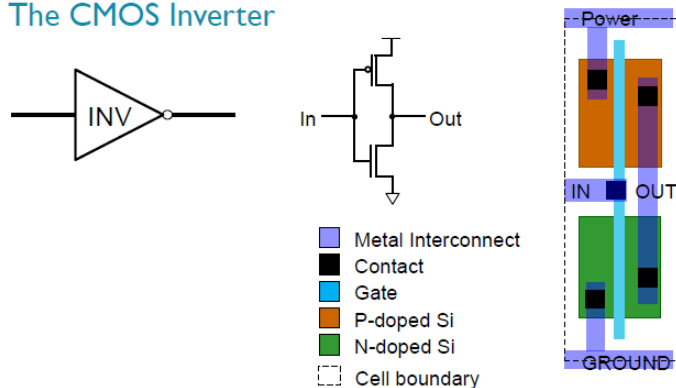 The CMOS Inverter
INV
In
Out
Power
IN
OUT
GROUND
Metal Interconnect
Contact
Gate
P-doped Si
N-doped Si
Cell boundary